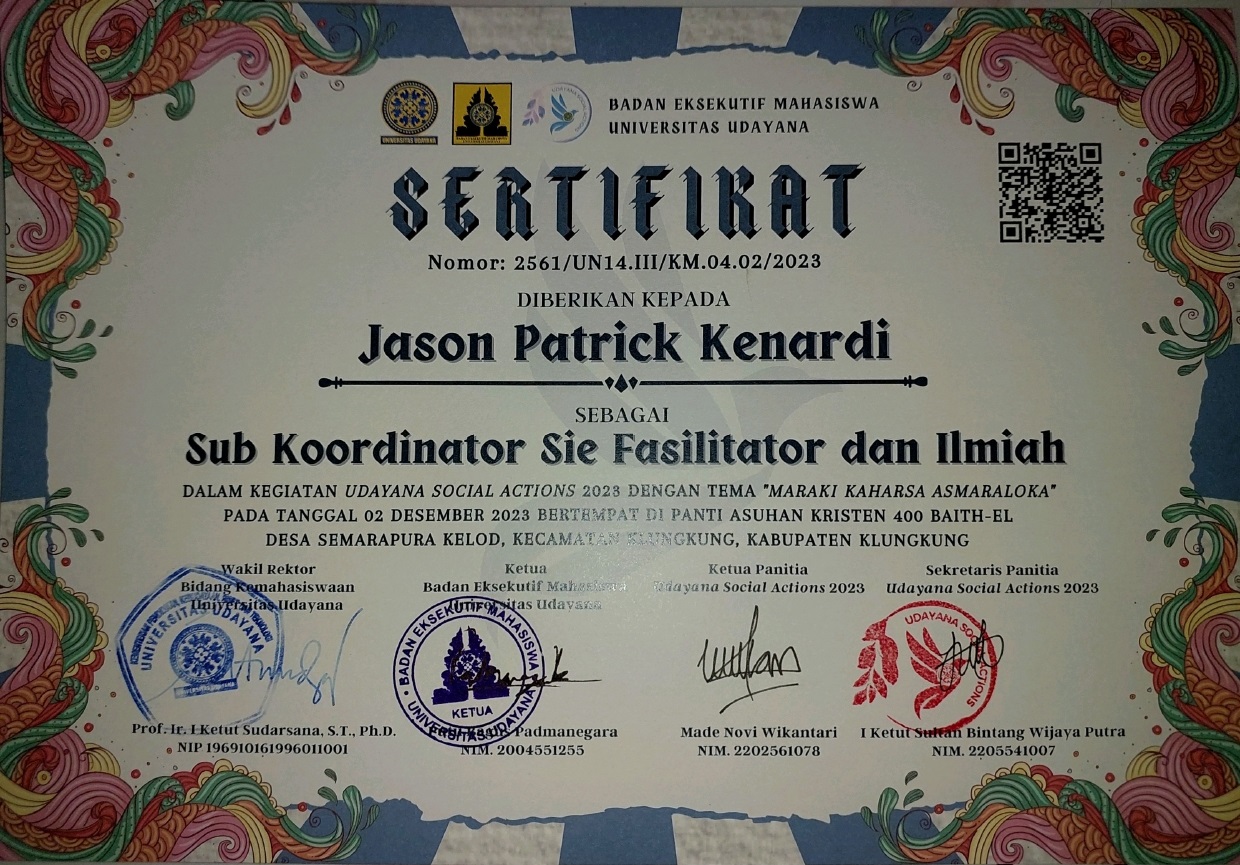 BADAN EKSEKUTIF MAHASISWA
UNIVERSITAS UDAYANA
UNIVERSITAS UDAYANA
SERTIFIKAT
Nomor: 2561/UN14.III/KM.04.02/2023
DIBERIKAN KEPADA
Jason Patrick Kenardi
SEBAGAI
Sub Koordinator Sie Fasilitator dan Ilmiah
DALAM KEGIATAN UDAYANA SOCIAL ACTIONS 2023 DENGAN TEMA "MARAKI KAHARSA ASMARALOKA"
PADA TANGGAL 02 DESEMBER 2023 BERTEMPAT DI PANTI ASUHAN KRISTEN 400 BAITH-EL
DESA SEMARAPURA KELOD, KECAMATAN KLUNGKUNG, KABUPATEN KLUNGKUNG
Wakil Rektor
Bidang Kemahasiswaan
Universitas Udayana
UNIVERSITAS UDAYANA
Prof. Ir. I Ketut Sudarsana, S.T., Ph.D.
NIP 196910161996011001
Ketua
Badan Eksekutif Mahasiswa
Universitas Udayana
BADAN EKSEKUTIF MAHASISWA
KETUA
UNIVERSITAS UDAYANA
Padmanegara
NIM. 2004551255
Ketua Panitia
Udayana Social Actions 2023
Made Novi Wikantari
NIM. 2202561078
Sekretaris Panitia
Udayana Social Actions 2023
UDAYANA SOCIAL ACTIONS
I Ketut Sultan Bintang Wijaya Putra
NIM. 2205541007